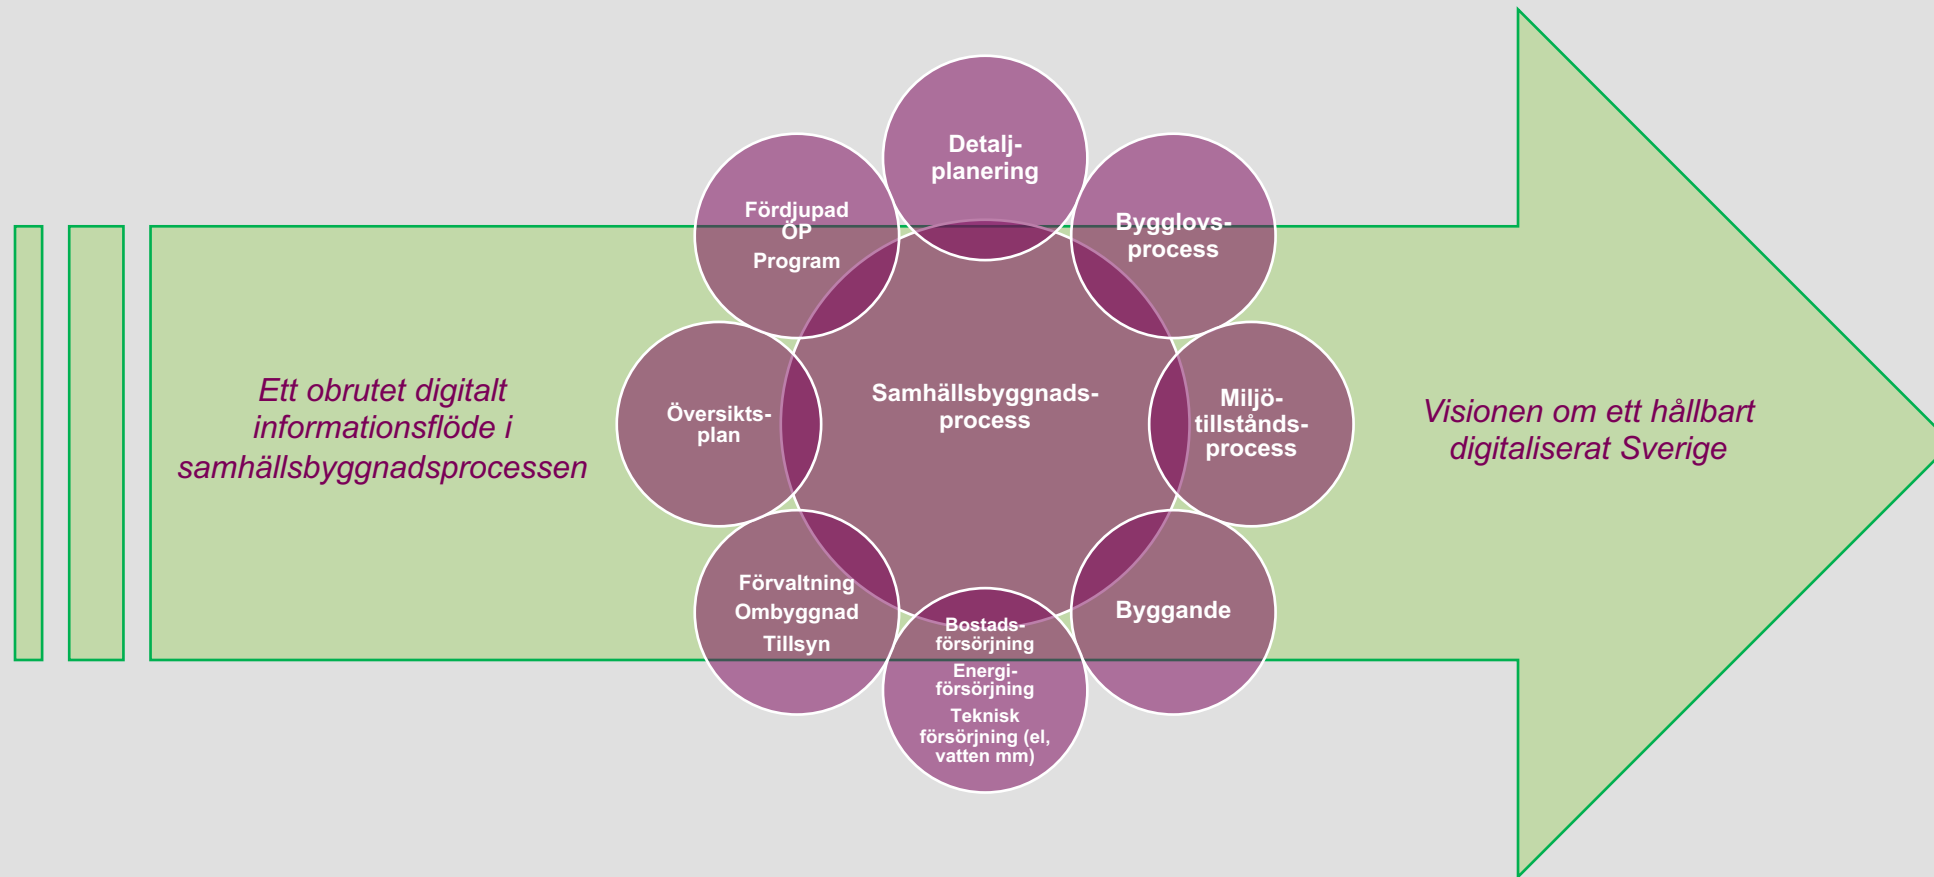 Ett obrutet digitalt
informationsflöde i
samhällsbyggnadsprocessen
Detalj-
planering
Bygglovs-
process
Miljö-
tillstånds-
process
Byggande
Bostads-
försörjning
Energi-
försörjning
Teknisk
försörjning (el,
vatten mm)
Förvaltning
Ombyggnad
Tillsyn
Översikts-
plan
Fördjupad
ÖP
Program
Samhällsbyggnads-
process
Visionen om ett hållbart
digitaliserat Sverige